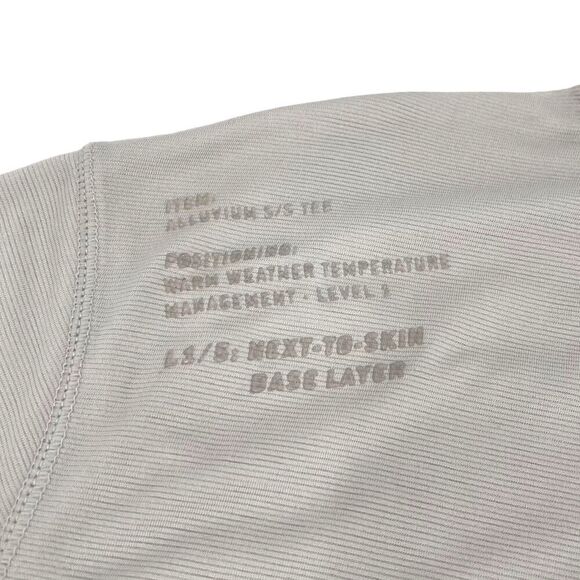 ITEM:
ALLUVIUM S/S TEE
POSITIONING:
WARM WEATHER TEMPERATURE
MANAGEMENT - LEVEL 1
L1/5: NEXT-TO-SKIN
BASE LAYER